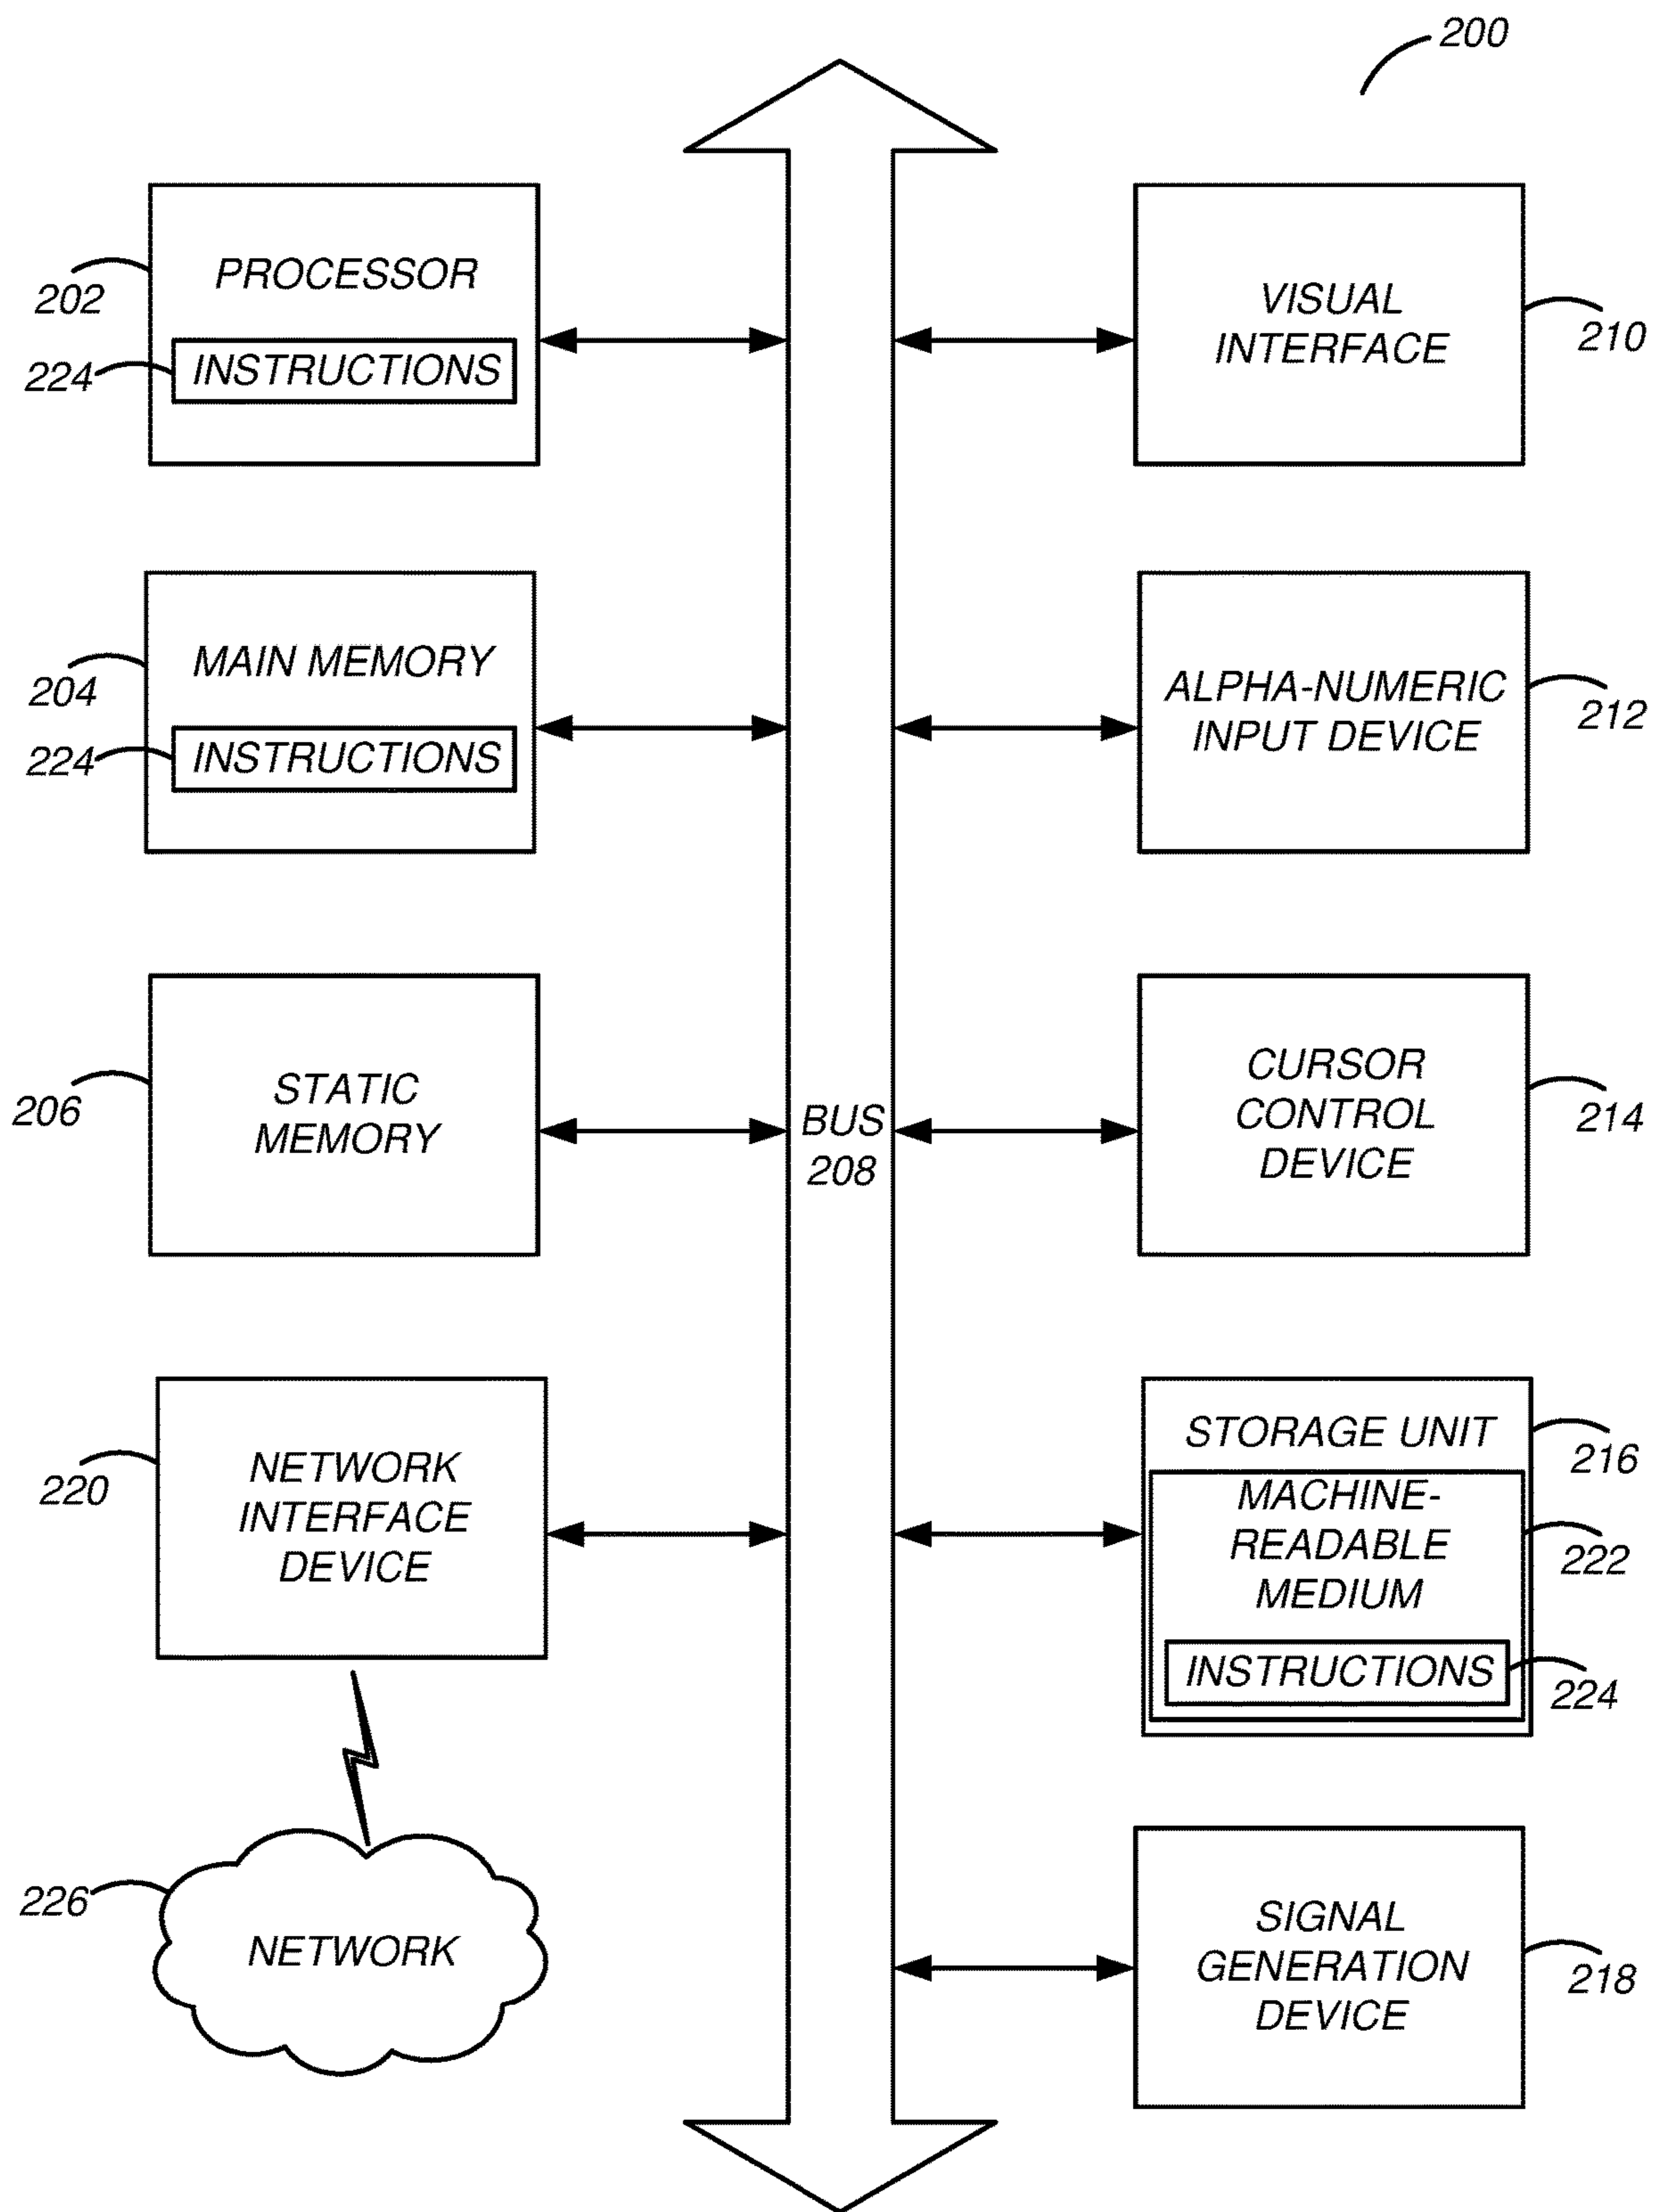 200
PROCESSOR
202
INSTRUCTIONS
224
VISUAL
INTERFACE
210
MAIN MEMORY
204
INSTRUCTIONS
224
ALPHA-NUMERIC
INPUT DEVICE
212
STATIC
MEMORY
206
BUS
208
CURSOR
CONTROL
DEVICE
214
NETWORK
INTERFACE
DEVICE
220
STORAGE UNIT
216
MACHINE-
READABLE
MEDIUM
222
INSTRUCTIONS
224
NETWORK
226
SIGNAL
GENERATION
DEVICE
218